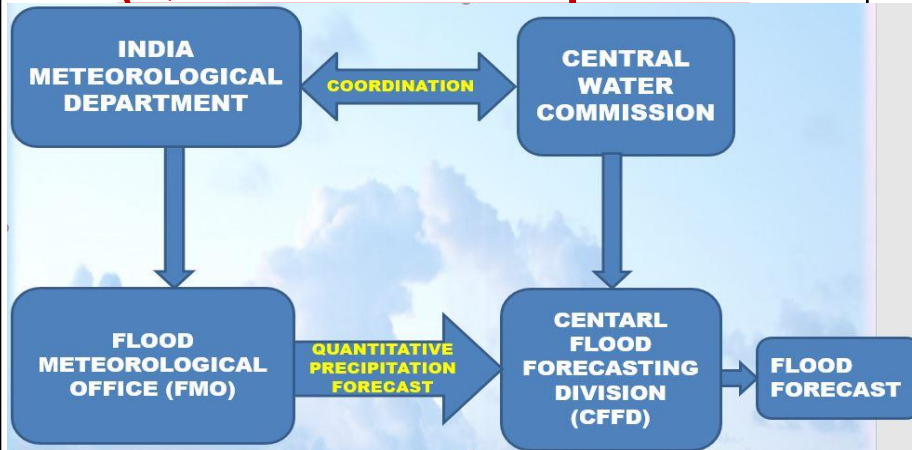 INDIA
METEOROLOGICAL
DEPARTMENT
COORDINATION
CENTRAL
WATER
COMMISSION
FLOOD
METEOROLOGICAL
OFFICE (FMO)
QUANTITATIVE
PRECIPITATION
FORECAST
CENTARL
FLOOD
FORECASTING
DIVISION
(CFFD)
FLOOD
FORECAST